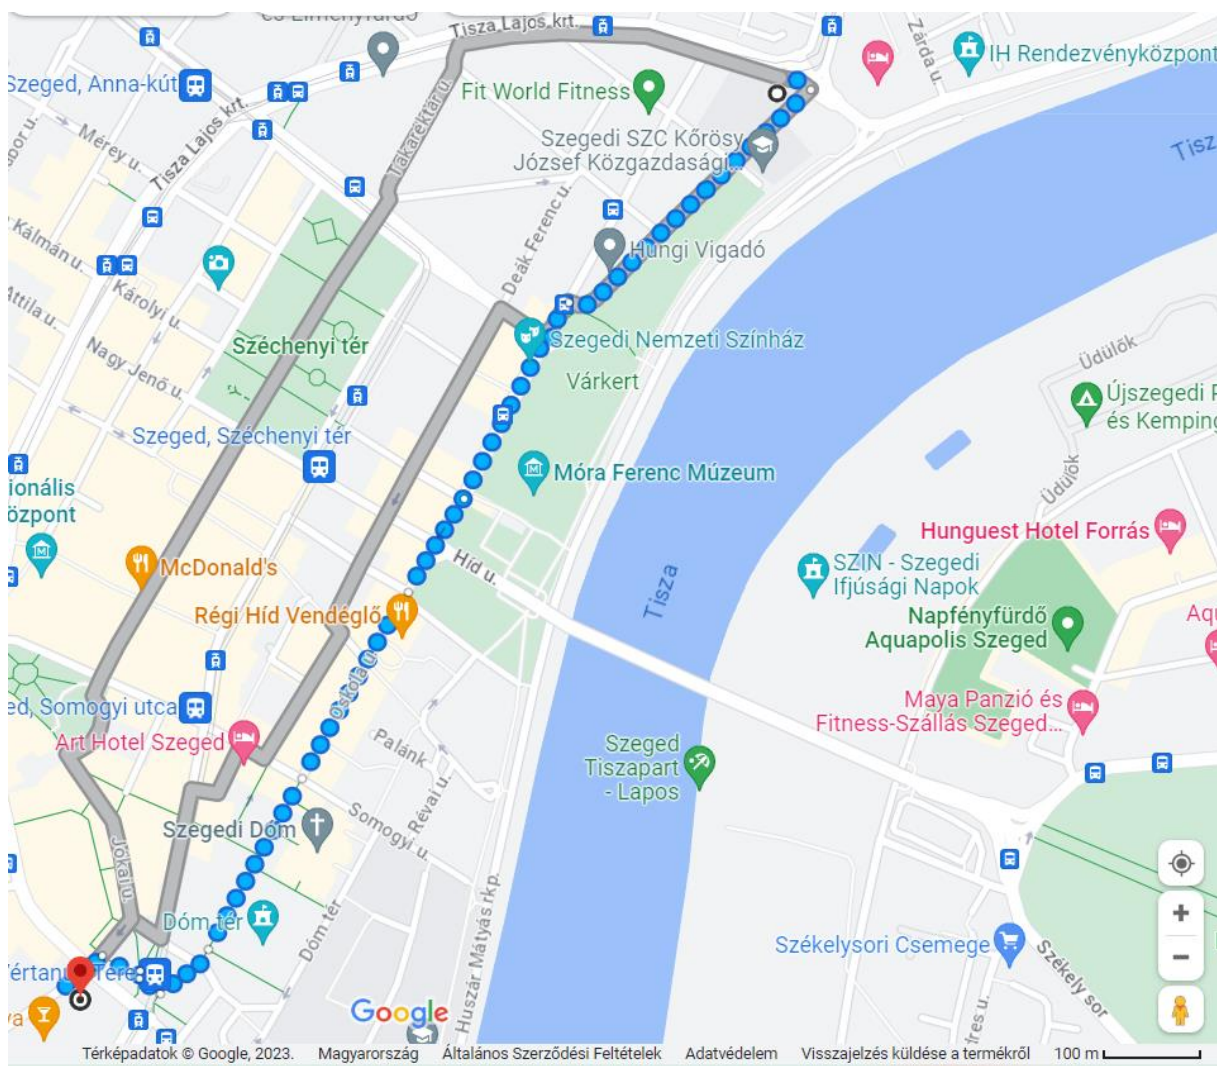 és Élményfürdő
Tisza Lajos krt.
Zárda u.
IH Rendezvényközpont
Szeged, Anna-kút
Fit World Fitness
Tisza Lajos krt.
Takaréktár u.
Mérey u.
Szegedi SZC Kőrösy
József Közgazdasági...
Deák Ferenc u.
Kálmán u.
Hungi Vigadó
Károlyi u.
Attila u.
Széchenyi tér
Nagy Jenő u.
Szegedi Nemzeti Színház
Várkert
Üdülők
Újszegedi
és Kemping
Szeged, Széchenyi tér
Móra Ferenc Múzeum
Üdülők
Hunguest Hotel Forrás
Híd u.
Tisza
SZIN - Szegedi
Ifjúsági Napok
McDonald's
Régi Híd Vendéglő
Napfényfürdő
Aquapolis Szeged
Oskola u.
Somogyi utca
Art Hotel Szeged
Palánk
Maya Panzió és
Fitness-Szállás Szeged...
Szeged
Tiszapart
- Lapos
Révai u.
Szegedi Dóm
Somogyi u.
Jókai u.
Dóm tér
Dóm tér
Huszár Mátyás rkp.
Székelysori Csemege
Székely sor
Google
Térképadatok © Google, 2023.
Magyarország
Általános Szerződési Feltételek
Adatvédelem
Visszajelzés küldése a termékről
100 m